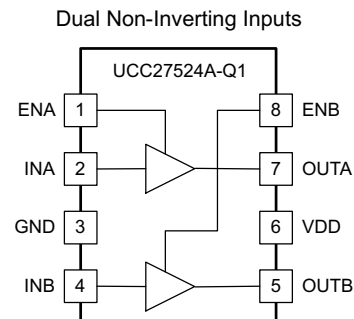 Dual Non-Inverting Inputs
UCC27524A-Q1
ENA 1 8 ENB
INA 2 7 OUTA
GND 3 6 VDD
INB 4 5 OUTB